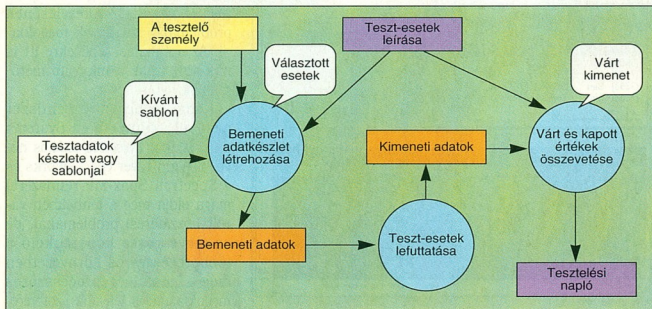 A tesztelő
személy
Teszt-esetek
leírása
Választott
esetek
Várt
kimenet
Kívánt
sablon
Tesztadatok
készlete vagy
sablonjai
Bemeneti
adatkészlet
létrehozása
Kimeneti adatok
Várt és kapott
értékek
összevetése
Bemeneti adatok
Teszt-esetek
lefuttatása
Tesztelési
napló